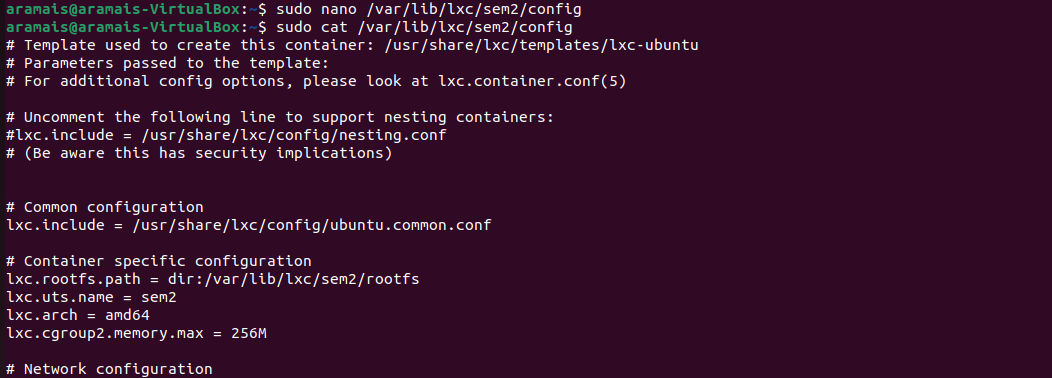 aramais@aramais-VirtualBox:~$ sudo nano /var/lib/lxc/sem2/config
aramais@aramais-VirtualBox:~$ sudo cat /var/lib/lxc/sem2/config
# Template used to create this container: /usr/share/lxc/templates/lxc-ubuntu
# Parameters passed to the template:
# For additional config options, please look at lxc.container.conf(5)
# Uncomment the following line to support nesting containers:
#lxc.include = /usr/share/lxc/config/nesting.conf
# (Be aware this has security implications)
# Common configuration
lxc.include = /usr/share/lxc/config/ubuntu.common.conf
# Container specific configuration
lxc.rootfs.path = dir:/var/lib/lxc/sem2/rootfs
lxc.uts.name = sem2
lxc.arch = amd64
lxc.cgroup2.memory.max = 256M
# Network configuration